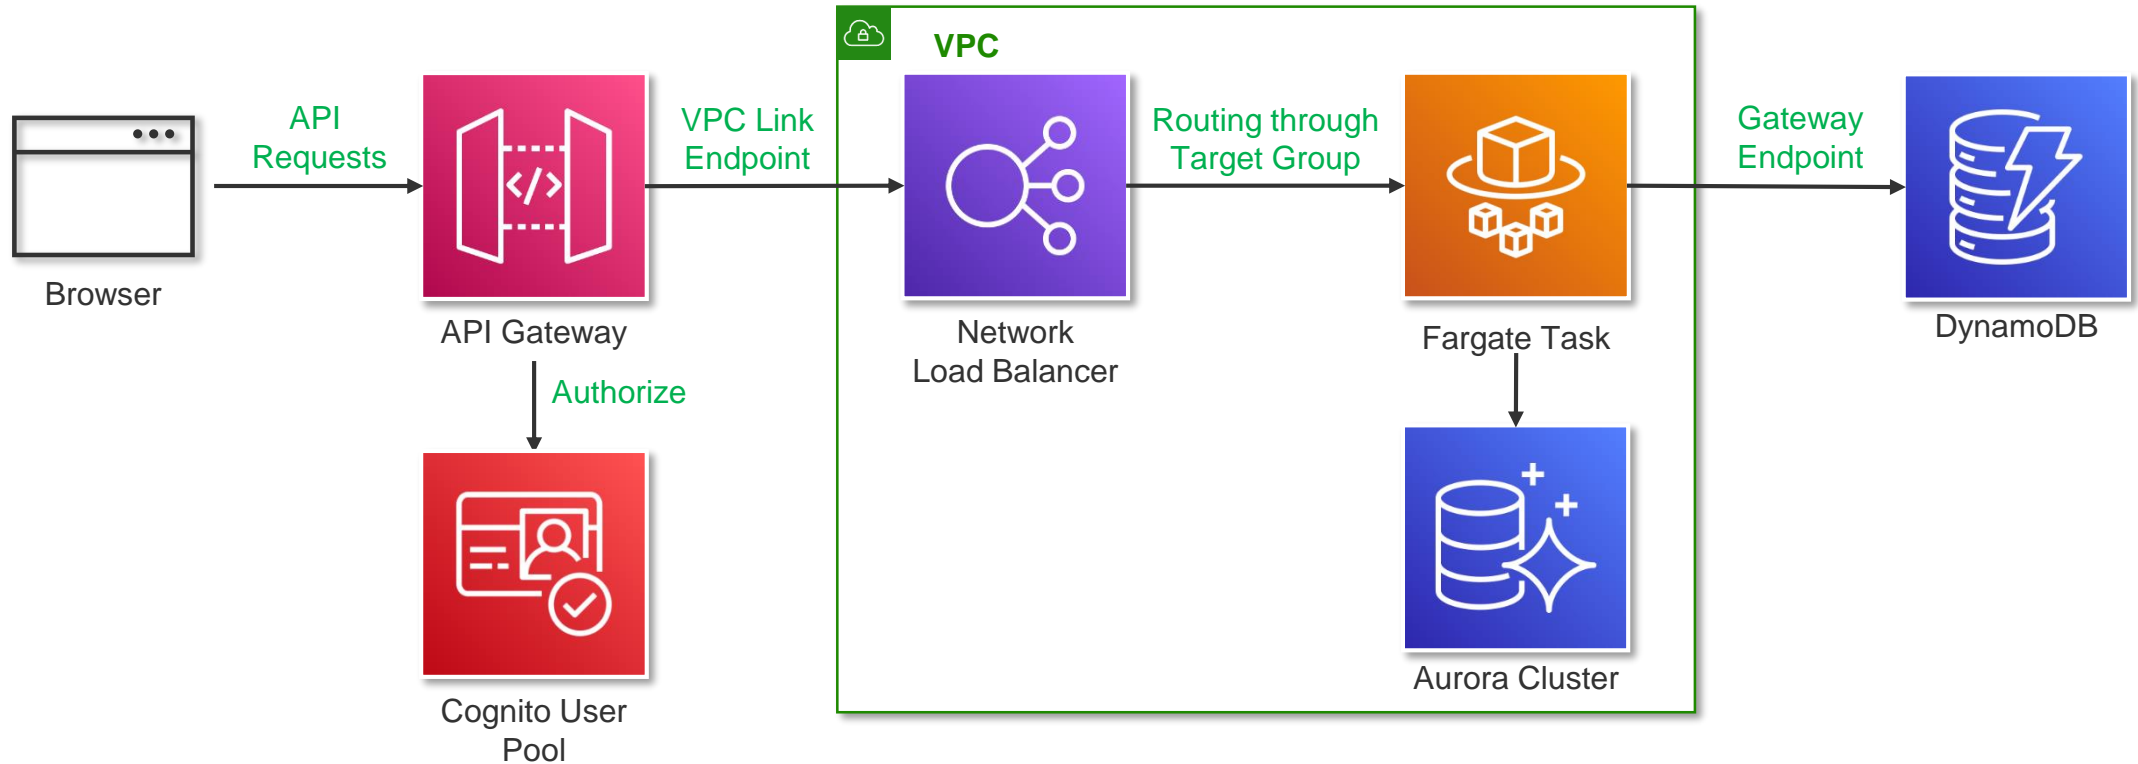 VPC
API
Requests
VPC Link
Endpoint
Routing through
Target Group
Gateway
Endpoint
</>
Browser
API Gateway
Network
Load Balancer
Fargate Task
DynamoDB
Authorize
Cognito User
Pool
Aurora Cluster